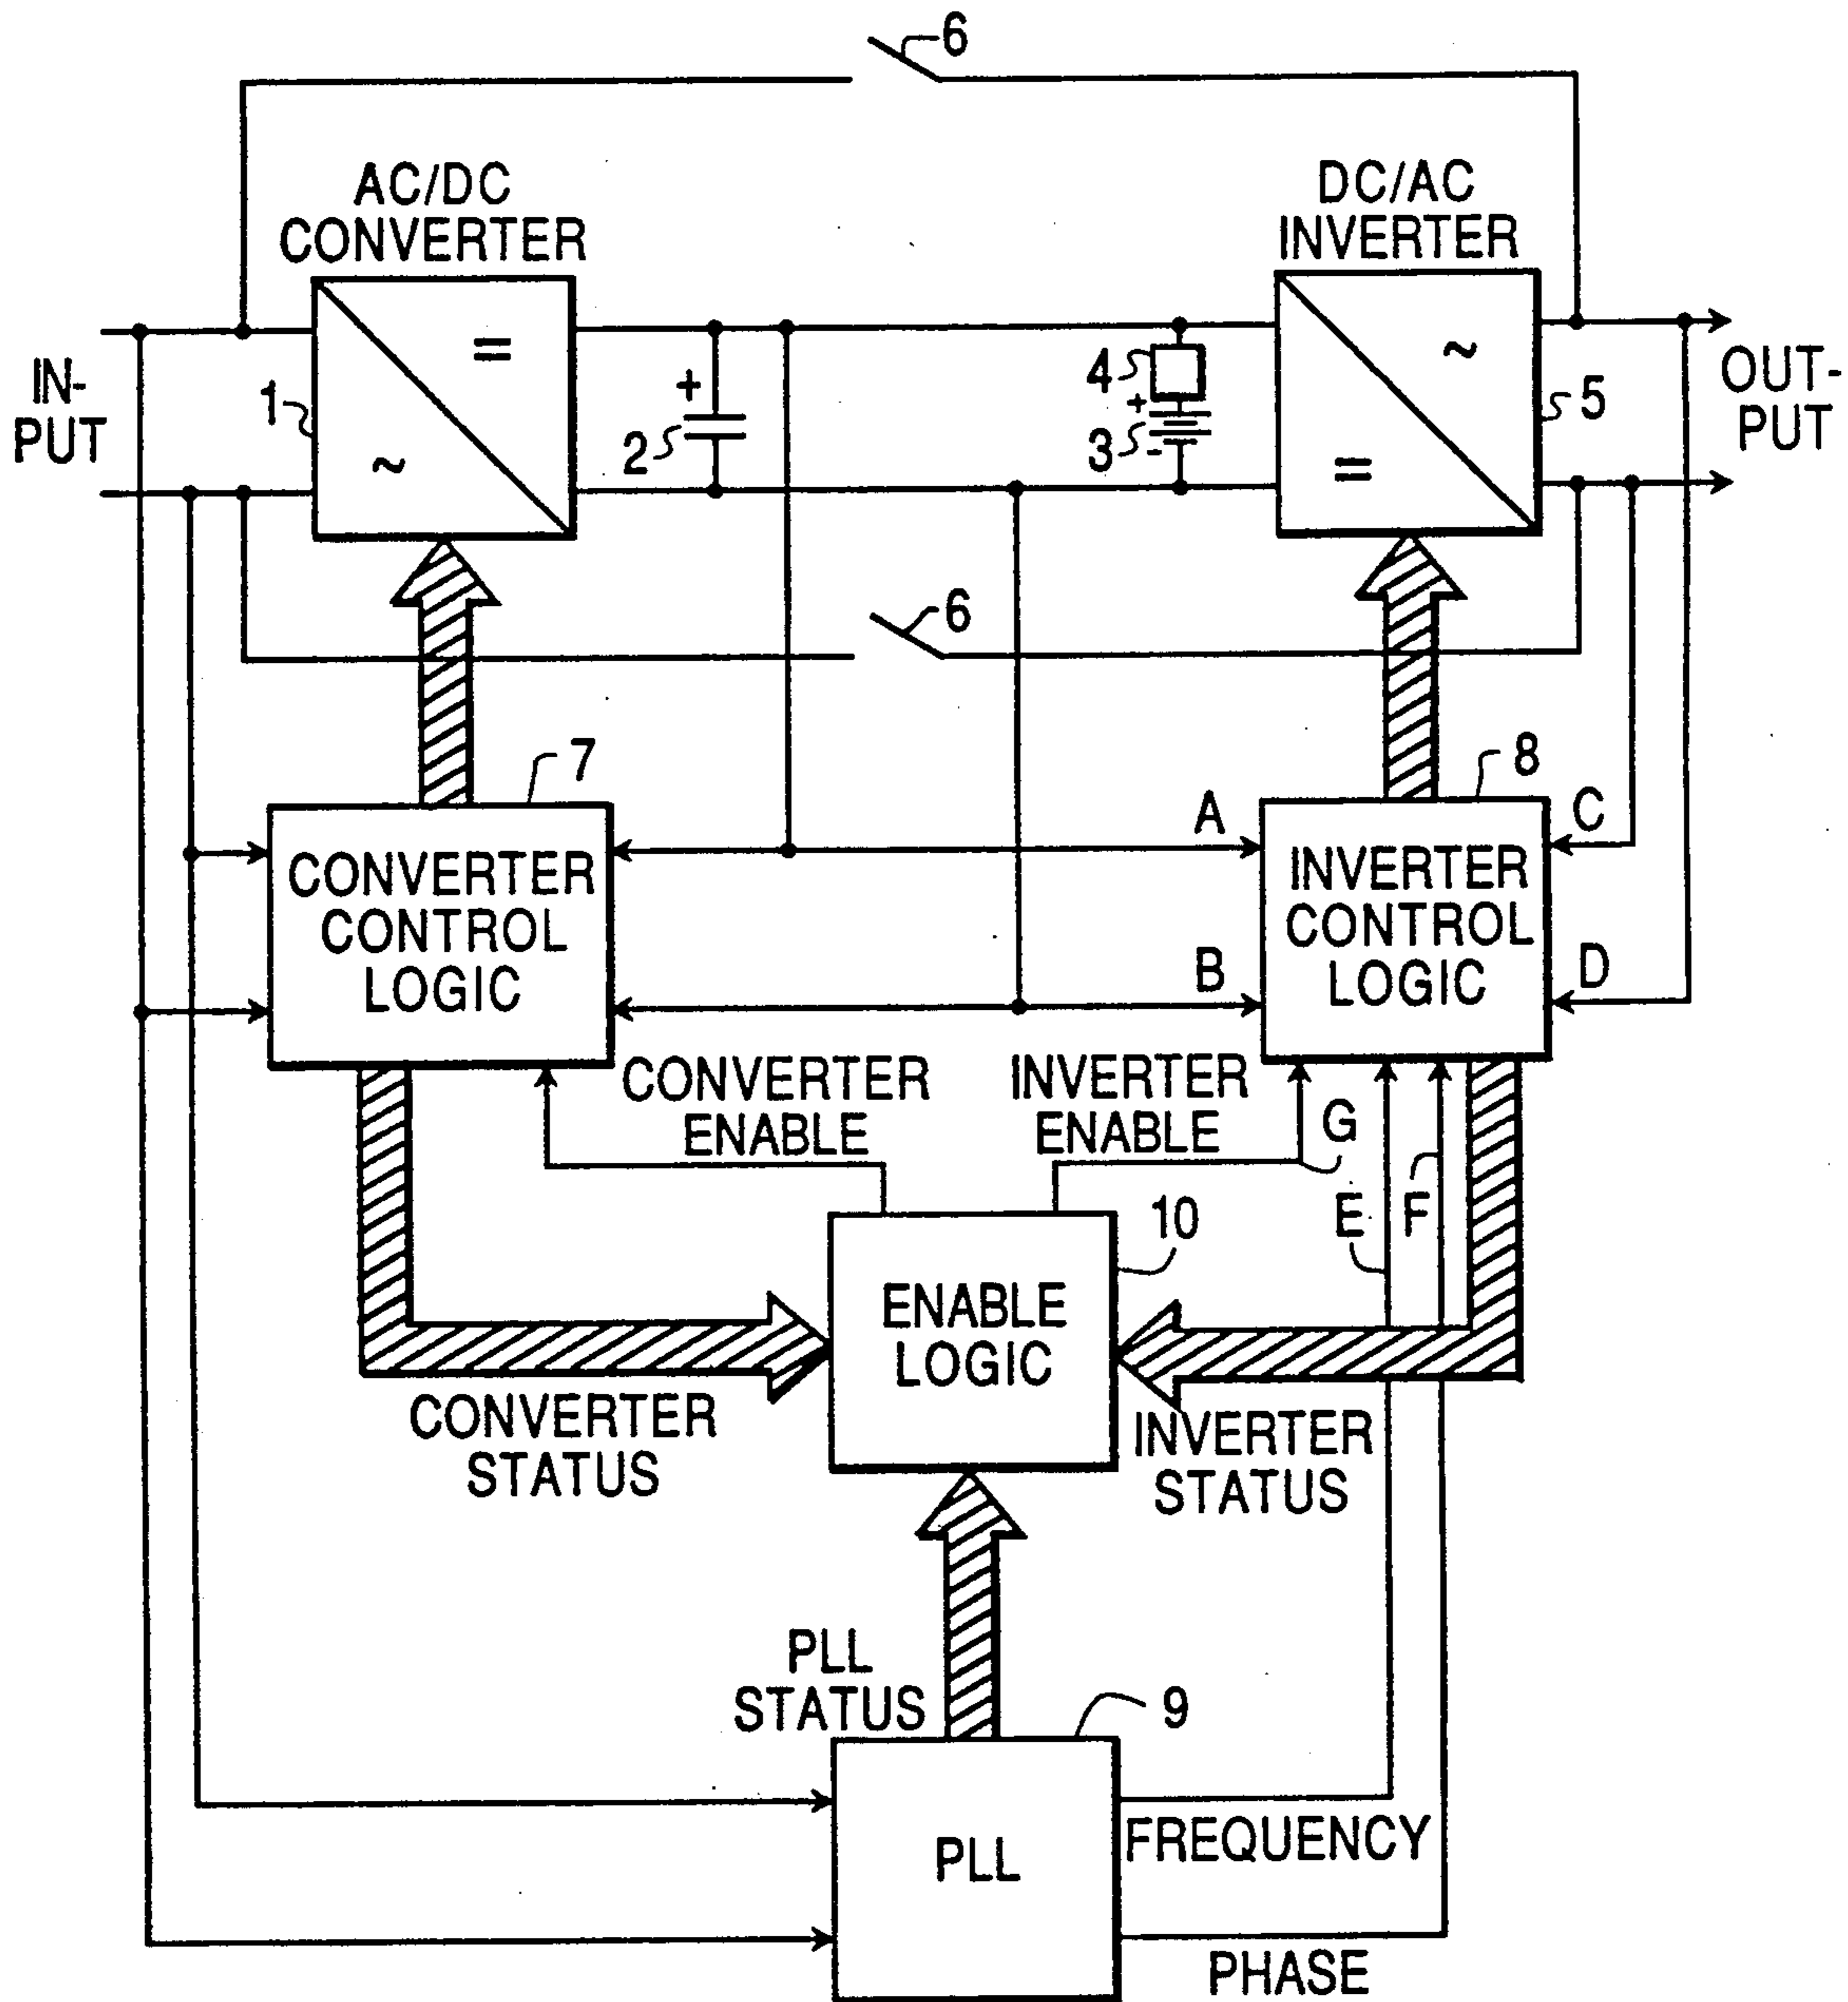 6
AC/DC
CONVERTER
DC/AC
INVERTER
=
~
IN-
PUT
1
~
+
2
4
+
3
-
=
5
OUT-
PUT
6
7
8
A
C
CONVERTER
CONTROL
LOGIC
INVERTER
CONTROL
LOGIC
B
D
CONVERTER
ENABLE
INVERTER
ENABLE
G
E
F
10
ENABLE
LOGIC
CONVERTER
STATUS
INVERTER
STATUS
PLL
STATUS
9
PLL
FREQUENCY
PHASE